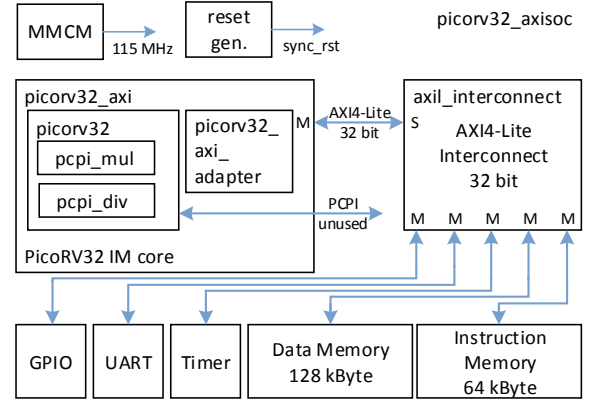 MMCM
115 MHz
reset
gen.
sync_rst
picorv32_axisoc
picorv32_axi
picorv32
pcpi_mul
pcpi_div
picorv32_
axi_
adapter
M
PicoRV32 IM core
AXI4-Lite
32 bit
PCPI
unused
axil_interconnect
S
AXI4-Lite
Interconnect
32 bit
M M M M M
GPIO
UART
Timer
Data Memory
128 kByte
Instruction
Memory
64 kByte